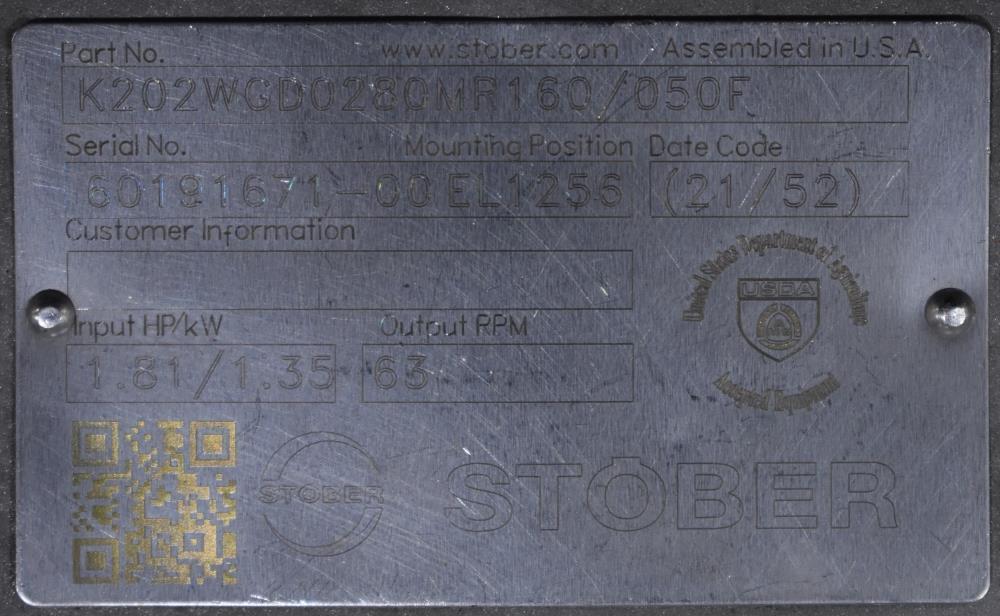 Part No. www.stober.com Assembled in U.S.A.
K202WGD0280MR160/050F
Serial No. Mounting Position Date Code
60191671-00 EL1256 (21/52)
Customer Information
United States Department of Agriculture
USDA
Accepted Equipment
Input HP/kW Output RPM
1.81/1.35 63
STOBER STÖBER